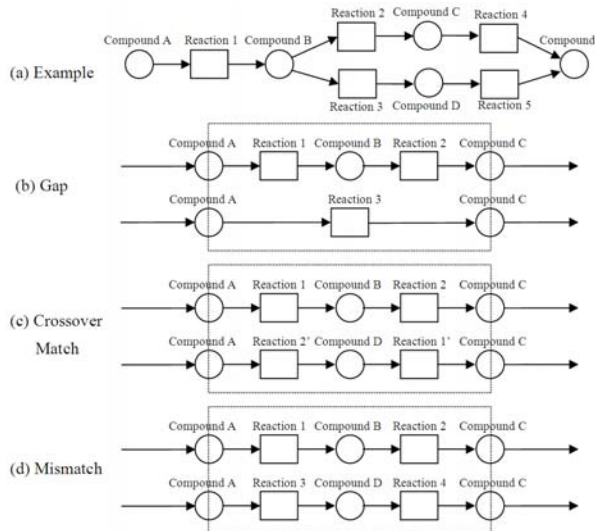 Compound A Reaction 1 Compound B Reaction 2 Compound C Reaction 4 Compound
(a) Example
Reaction 3 Compound D Reaction 5
Compound A Reaction 1 Compound B Reaction 2 Compound C
(b) Gap
Compound A Reaction 3 Compound C
Compound A Reaction 1 Compound B Reaction 2 Compound C
(c) Crossover
Match
Compound A Reaction 2' Compound D Reaction 1' Compound C
Compound A Reaction 1 Compound B Reaction 2 Compound C
(d) Mismatch
Compound A Reaction 3 Compound D Reaction 4 Compound C